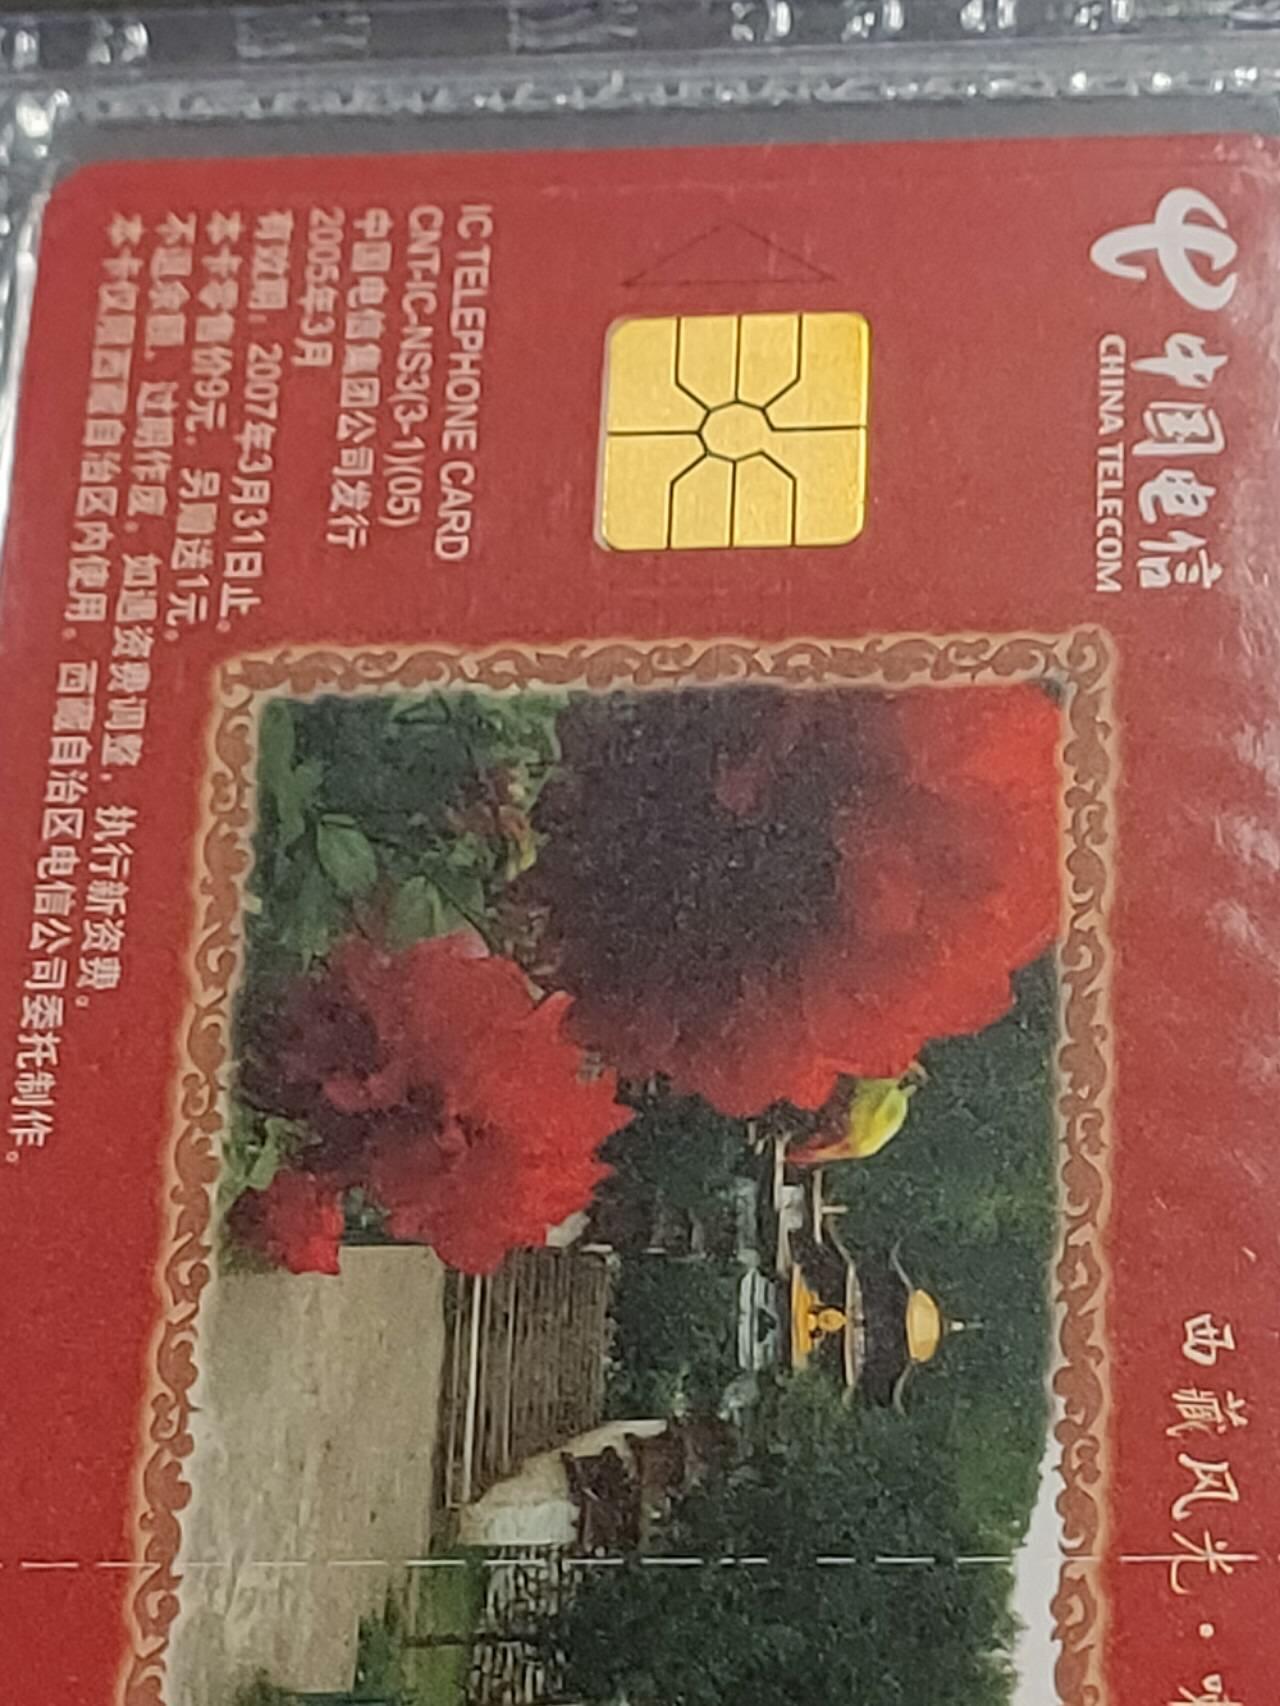 中国电信
CHINA TELECOM
IC TELEPHONE CARD
CNT-IC-NS3(3-1)(05)
中国电信集团公司发行
2005年3月
有效期：2007年3月31日止。
本卡零售价9元，另赠送1元。
不退余额，过期作废。如遇资费调整，执行新资费。
本卡仅限西藏自治区内使用。西藏自治区电信公司委托制作。
西藏风光·